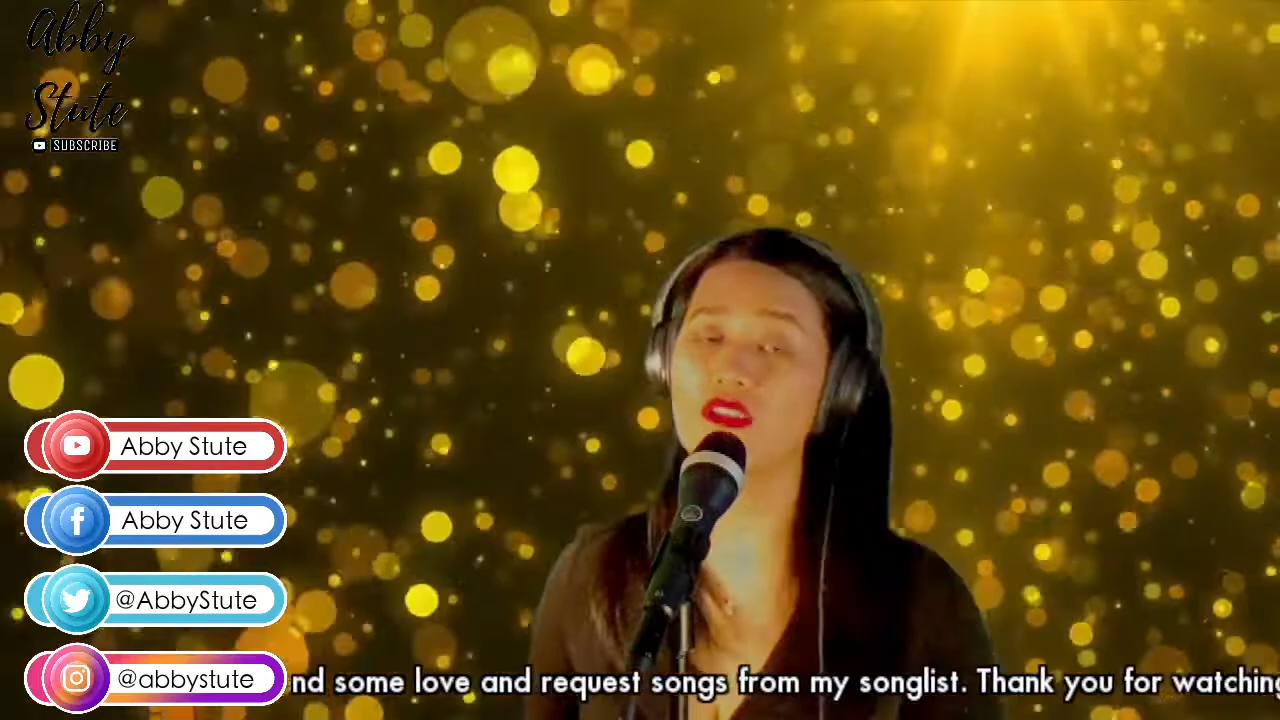 Abby
Stute
SUBSCRIBE
Abby Stute
Abby Stute
@AbbyStute
@abbystute
nd some love and request songs from my songlist. Thank you for watching